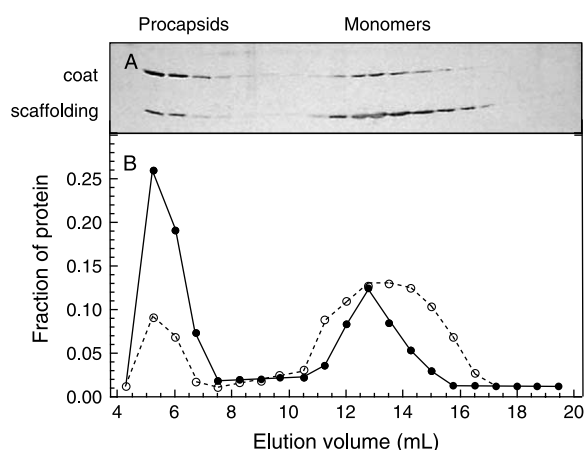 Procapsids Monomers
A
coat
scaffolding
B
0.25
0.20
0.15
0.10
0.05
0.00
Fraction of protein
4 6 8 10 12 14 16 18 20
Elution volume (mL)